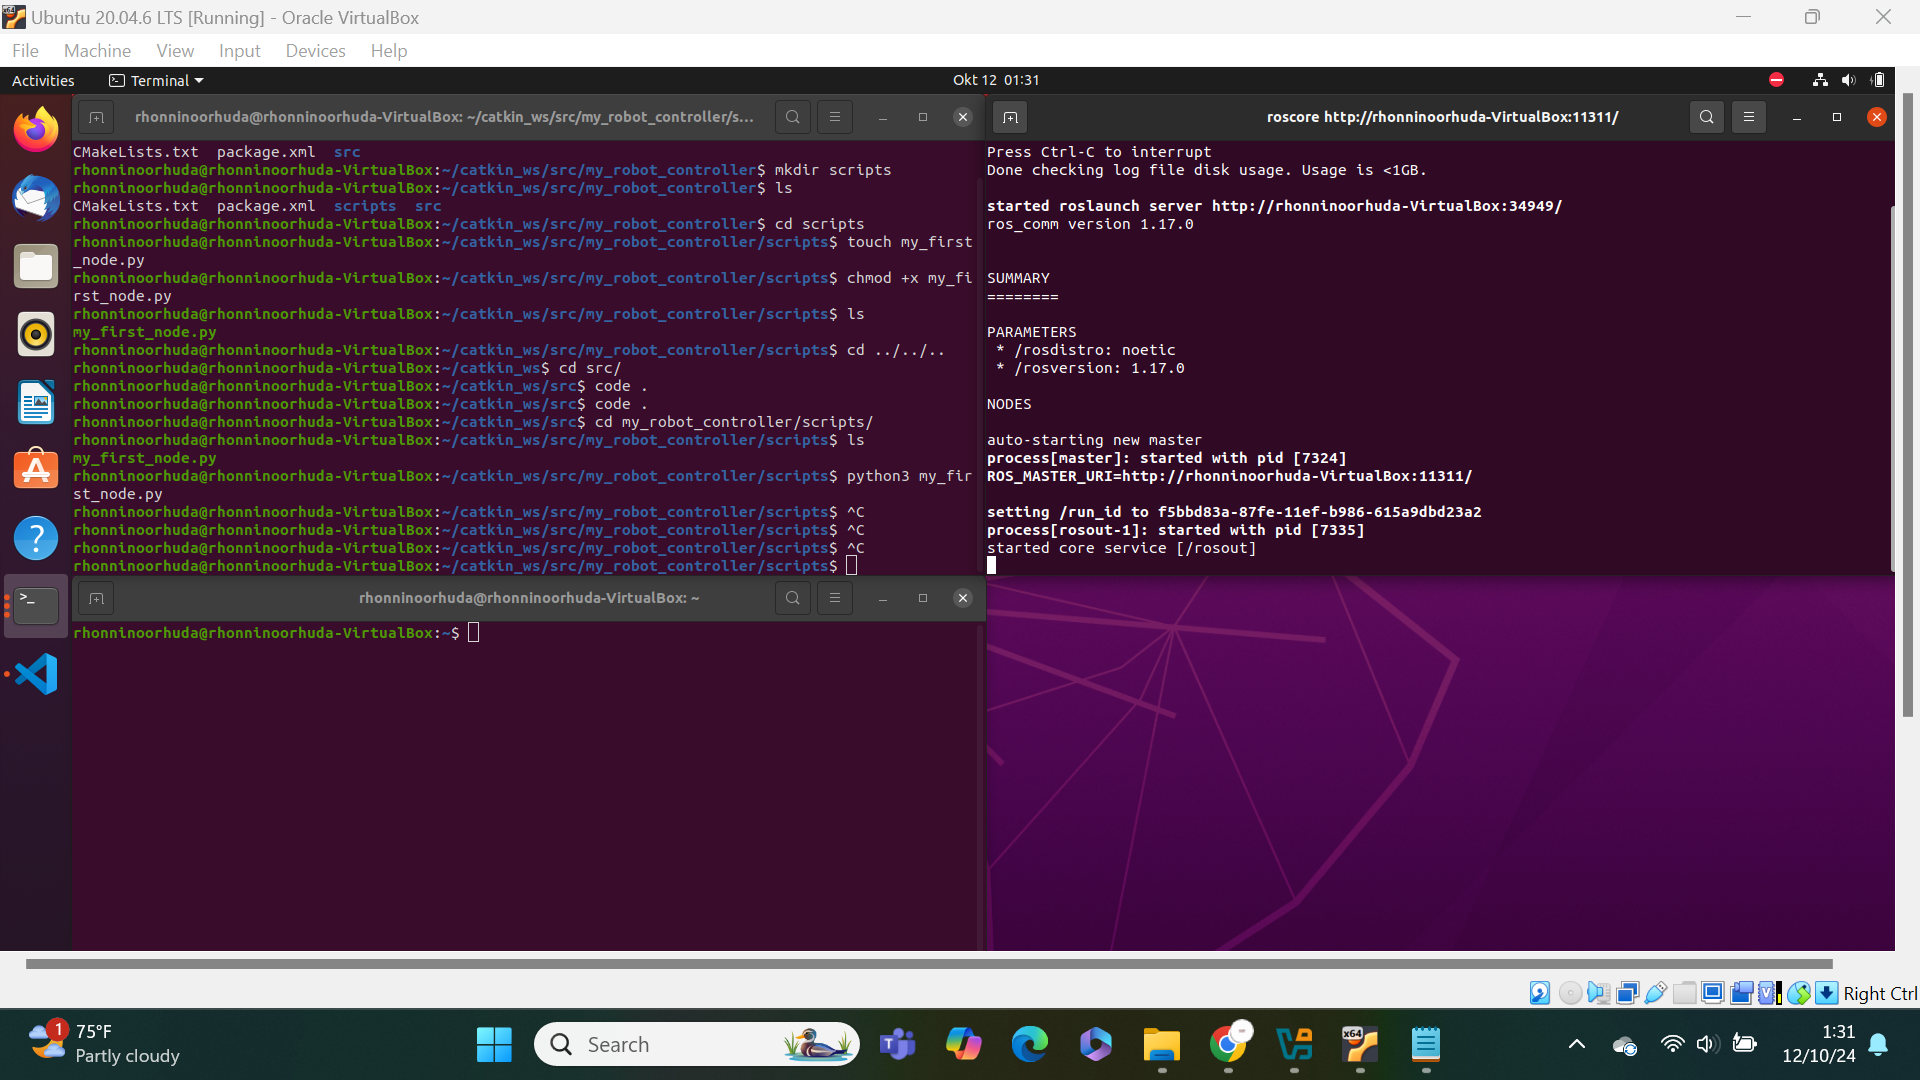 Ubuntu 20.04.6 LTS [Running] - Oracle VirtualBox
File Machine View Input Devices Help
Activities Terminal Okt 12 01:31
rhonninoorhuda@rhonninoorhuda-VirtualBox: ~/catkin_ws/src/my_robot_controller/s...
CMakeLists.txt package.xml src
rhonninoorhuda@rhonninoorhuda-VirtualBox:~/catkin_ws/src/my_robot_controller$ mkdir scripts
rhonninoorhuda@rhonninoorhuda-VirtualBox:~/catkin_ws/src/my_robot_controller$ ls
CMakeLists.txt package.xml scripts src
rhonninoorhuda@rhonninoorhuda-VirtualBox:~/catkin_ws/src/my_robot_controller$ cd scripts
rhonninoorhuda@rhonninoorhuda-VirtualBox:~/catkin_ws/src/my_robot_controller/scripts$ touch my_first
_node.py
rhonninoorhuda@rhonninoorhuda-VirtualBox:~/catkin_ws/src/my_robot_controller/scripts$ chmod +x my_fi
rst_node.py
rhonninoorhuda@rhonninoorhuda-VirtualBox:~/catkin_ws/src/my_robot_controller/scripts$ ls
my_first_node.py
rhonninoorhuda@rhonninoorhuda-VirtualBox:~/catkin_ws/src/my_robot_controller/scripts$ cd ../../..
rhonninoorhuda@rhonninoorhuda-VirtualBox:~/catkin_ws$ cd src/
rhonninoorhuda@rhonninoorhuda-VirtualBox:~/catkin_ws/src$ code .
rhonninoorhuda@rhonninoorhuda-VirtualBox:~/catkin_ws/src$ code .
rhonninoorhuda@rhonninoorhuda-VirtualBox:~/catkin_ws/src$ cd my_robot_controller/scripts/
rhonninoorhuda@rhonninoorhuda-VirtualBox:~/catkin_ws/src/my_robot_controller/scripts$ ls
my_first_node.py
rhonninoorhuda@rhonninoorhuda-VirtualBox:~/catkin_ws/src/my_robot_controller/scripts$ python3 my_fir
st_node.py
rhonninoorhuda@rhonninoorhuda-VirtualBox:~/catkin_ws/src/my_robot_controller/scripts$ ^C
rhonninoorhuda@rhonninoorhuda-VirtualBox:~/catkin_ws/src/my_robot_controller/scripts$ ^C
rhonninoorhuda@rhonninoorhuda-VirtualBox:~/catkin_ws/src/my_robot_controller/scripts$ ^C
rhonninoorhuda@rhonninoorhuda-VirtualBox:~/catkin_ws/src/my_robot_controller/scripts$
roscore http://rhonninoorhuda-VirtualBox:11311/
Press Ctrl-C to interrupt
Done checking log file disk usage. Usage is <1GB.
started roslaunch server http://rhonninoorhuda-VirtualBox:34949/
ros_comm version 1.17.0
SUMMARY
========
PARAMETERS
* /rosdistro: noetic
* /rosversion: 1.17.0
NODES
auto-starting new master
process[master]: started with pid [7324]
ROS_MASTER_URI=http://rhonninoorhuda-VirtualBox:11311/
setting /run_id to f5bbd83a-87fe-11ef-b986-615a9dbd23a2
process[rosout-1]: started with pid [7335]
started core service [/rosout]
rhonninoorhuda@rhonninoorhuda-VirtualBox: ~
rhonninoorhuda@rhonninoorhuda-VirtualBox:~$
Right Ctrl
1
75°F
Partly cloudy
Search
x64
1:31
12/10/24